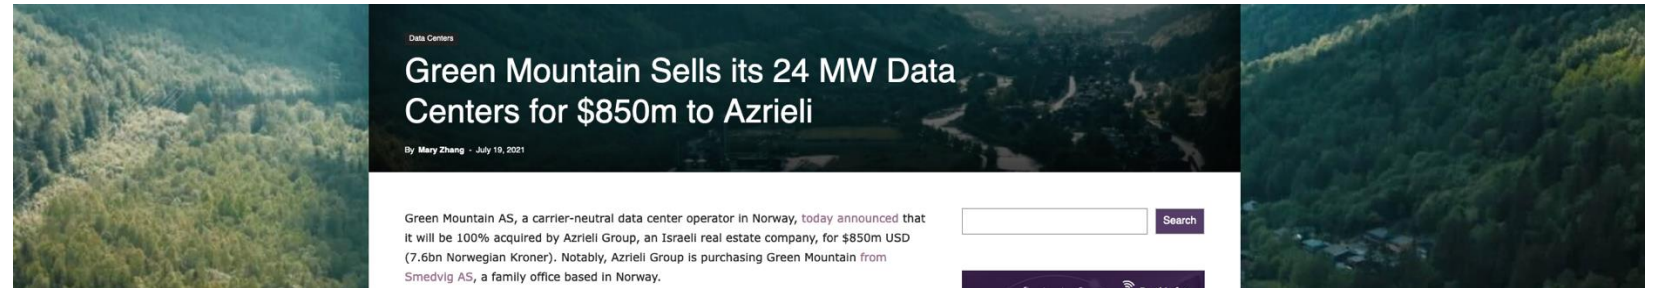 Data Centers
Green Mountain Sells its 24 MW Data
Centers for $850m to Azrieli
By Mary Zhang - July 19, 2021
Green Mountain AS, a carrier-neutral data center operator in Norway, today announced that
it will be 100% acquired by Azrieli Group, an Israeli real estate company, for $850m USD
(7.6bn Norwegian Kroner). Notably, Azrieli Group is purchasing Green Mountain from
Smedvig AS, a family office based in Norway.
Search